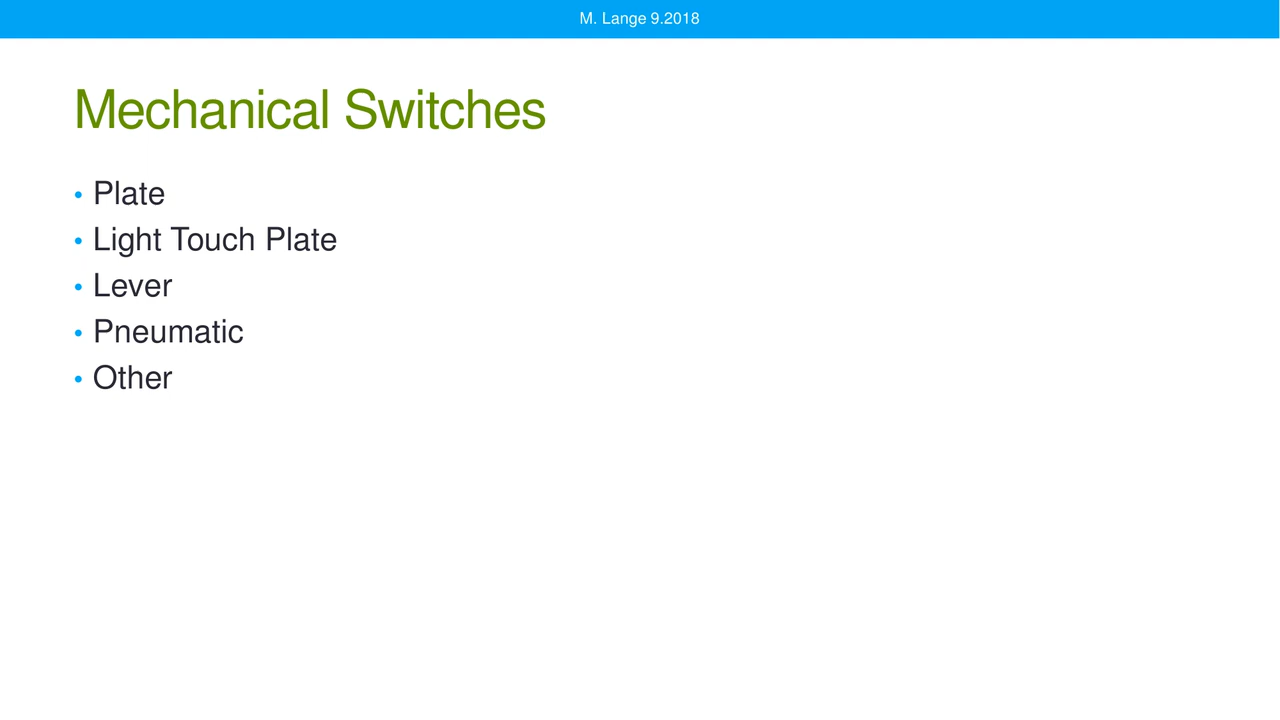 M. Lange 9.2018
Mechanical Switches
• Plate
• Light Touch Plate
• Lever
• Pneumatic
• Other